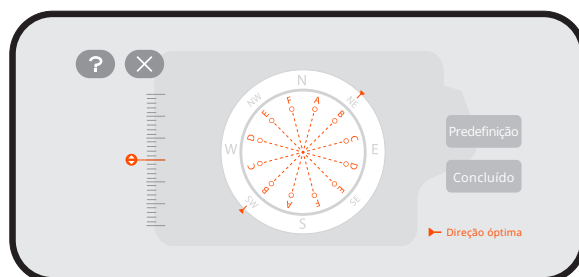 ?
N
NW
NE
F
A
E
B
D
C
W
E
C
D
B
E
A
F
SW
SE
S
Predefinição
Concluído
Direção óptima